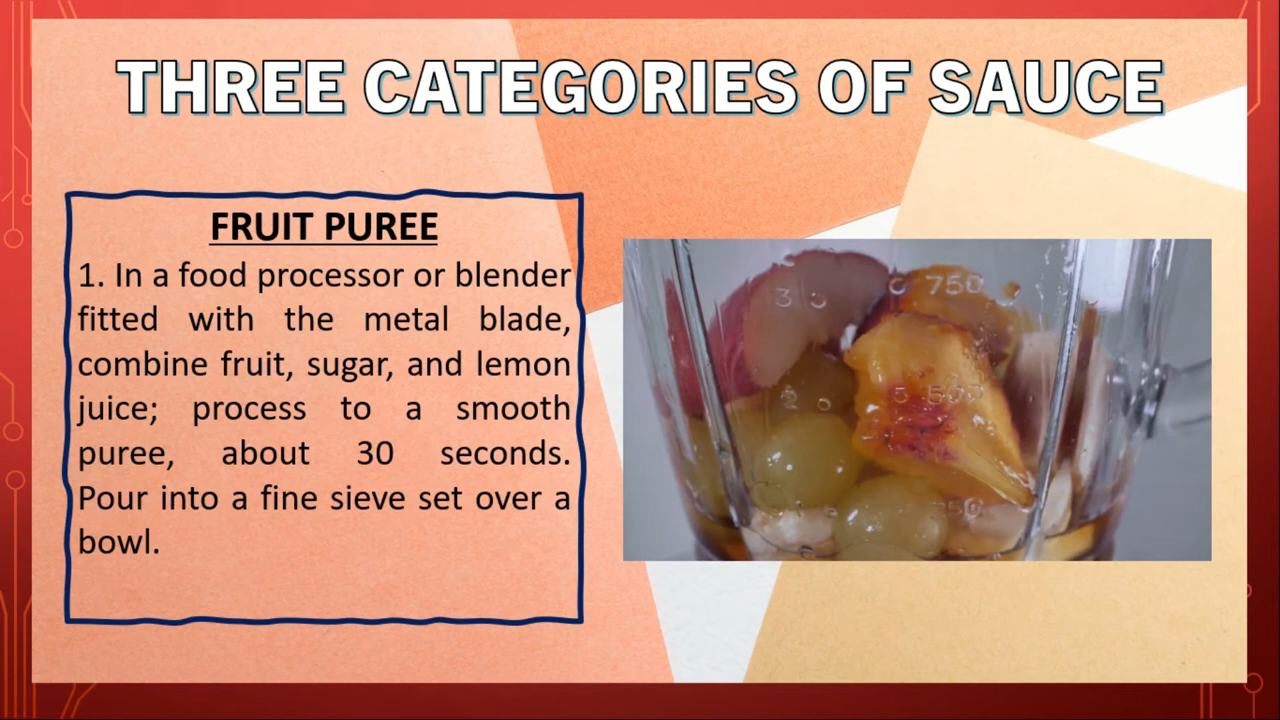 THREE CATEGORIES OF SAUCE
FRUIT PUREE
1. In a food processor or blender
fitted with the metal blade,
combine fruit, sugar, and lemon
juice; process to a smooth
puree, about 30 seconds.
Pour into a fine sieve set over a
bowl.
750
500
250